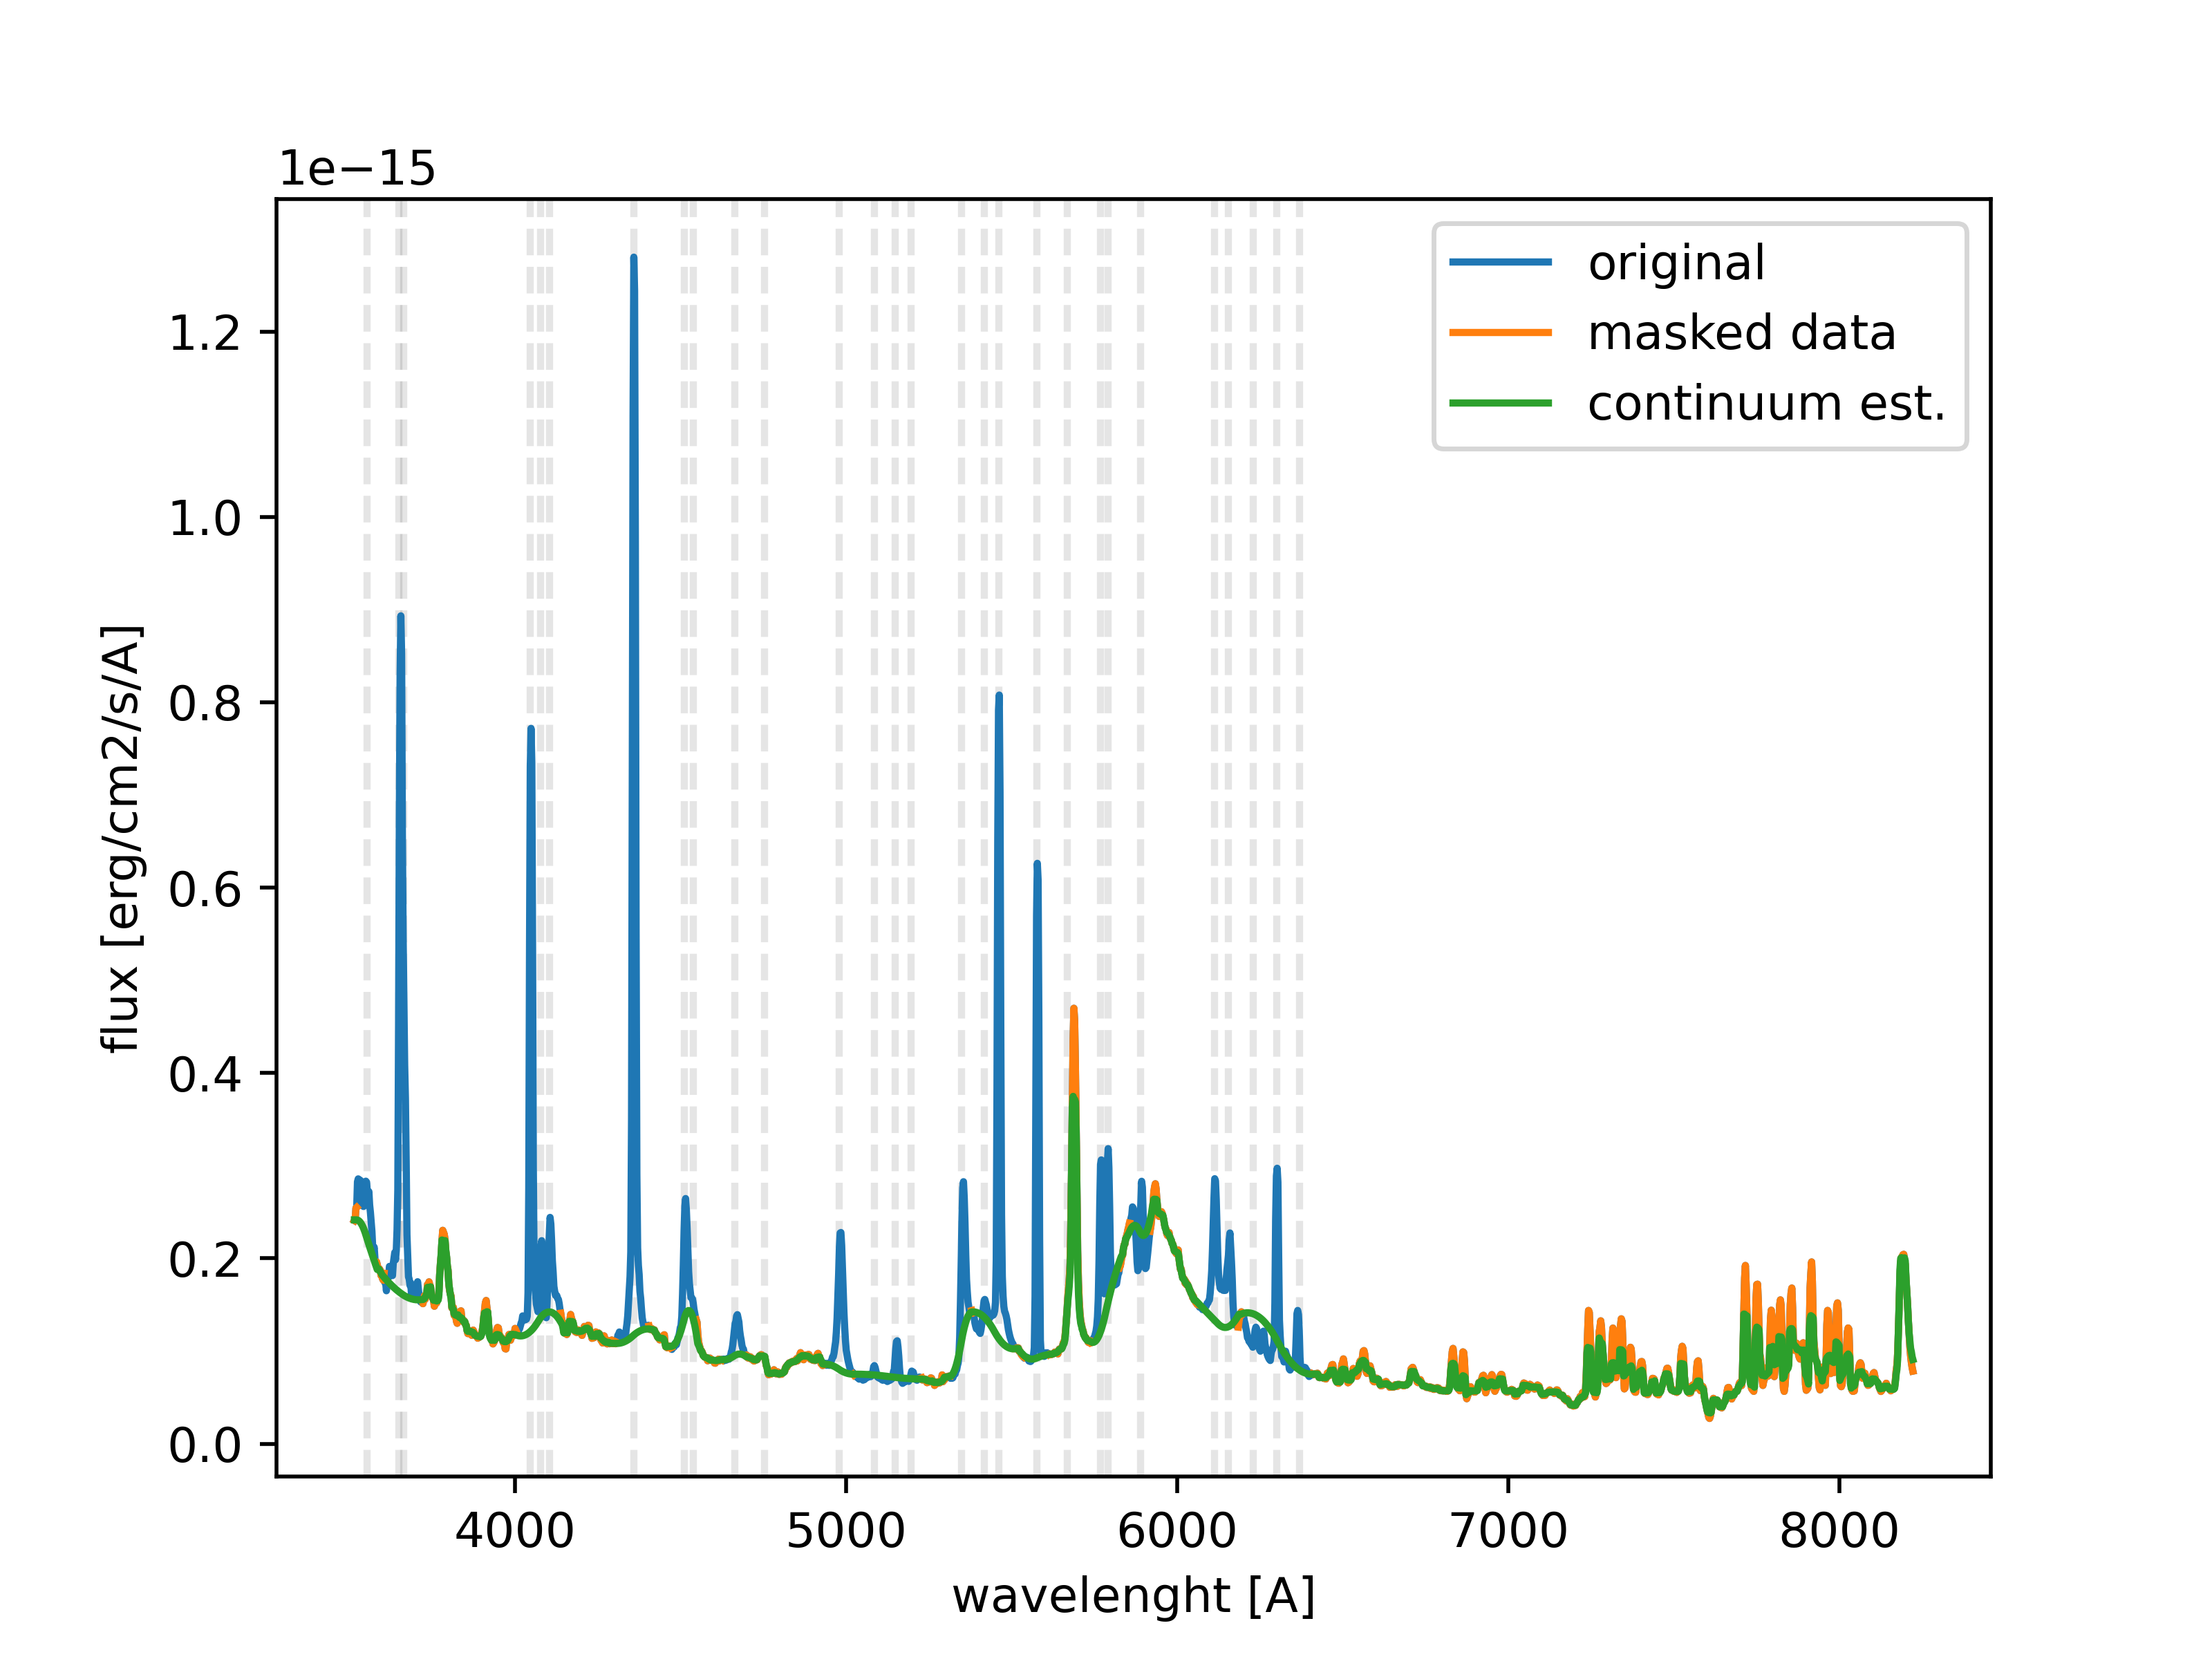 1e−15
original
masked data
continuum est.
1.2
1.0
0.8
0.6
0.4
0.2
0.0
flux [erg/cm2/s/A]
4000 5000 6000 7000 8000
wavelenght [A]